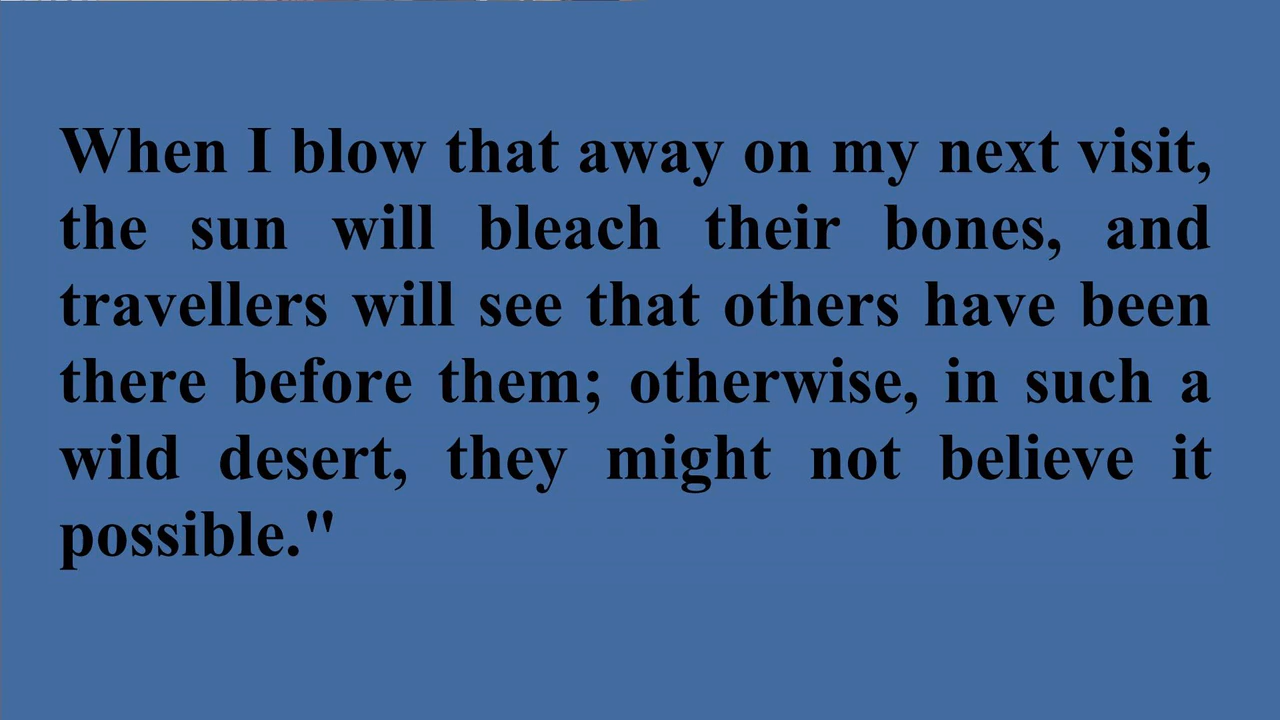 When I blow that away on my next visit,
the sun will bleach their bones, and
travellers will see that others have been
there before them; otherwise, in such a
wild desert, they might not believe it
possible."